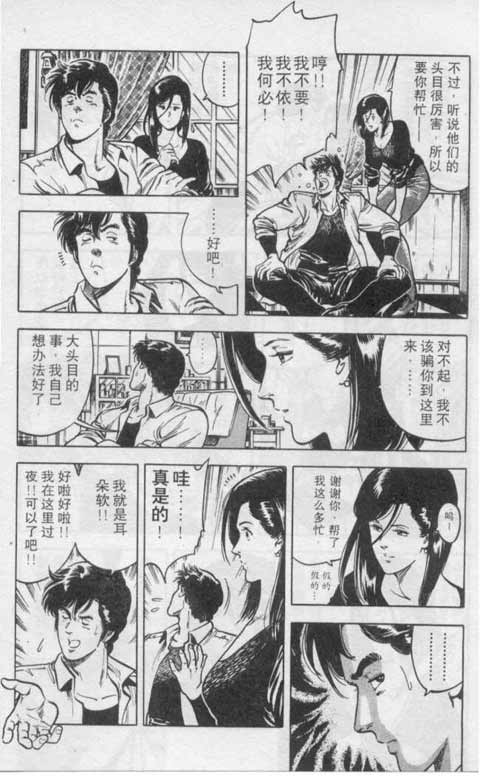 不过，听说他们的
头目很厉害，所以
要你帮忙——
哼!!
我不要！
我不依！
我何必！
………
……好吧！
对不起，我不
该骗你到这里
来，……
……
大头目的
事，我自己
想办法好了
呜！
谢谢你，帮了
我这么多忙，
假的
假的…
…………
哇……！
真是的！
我就是耳
朵软!!
好啦好啦!!
我在这里过
夜!!可以了吧!!